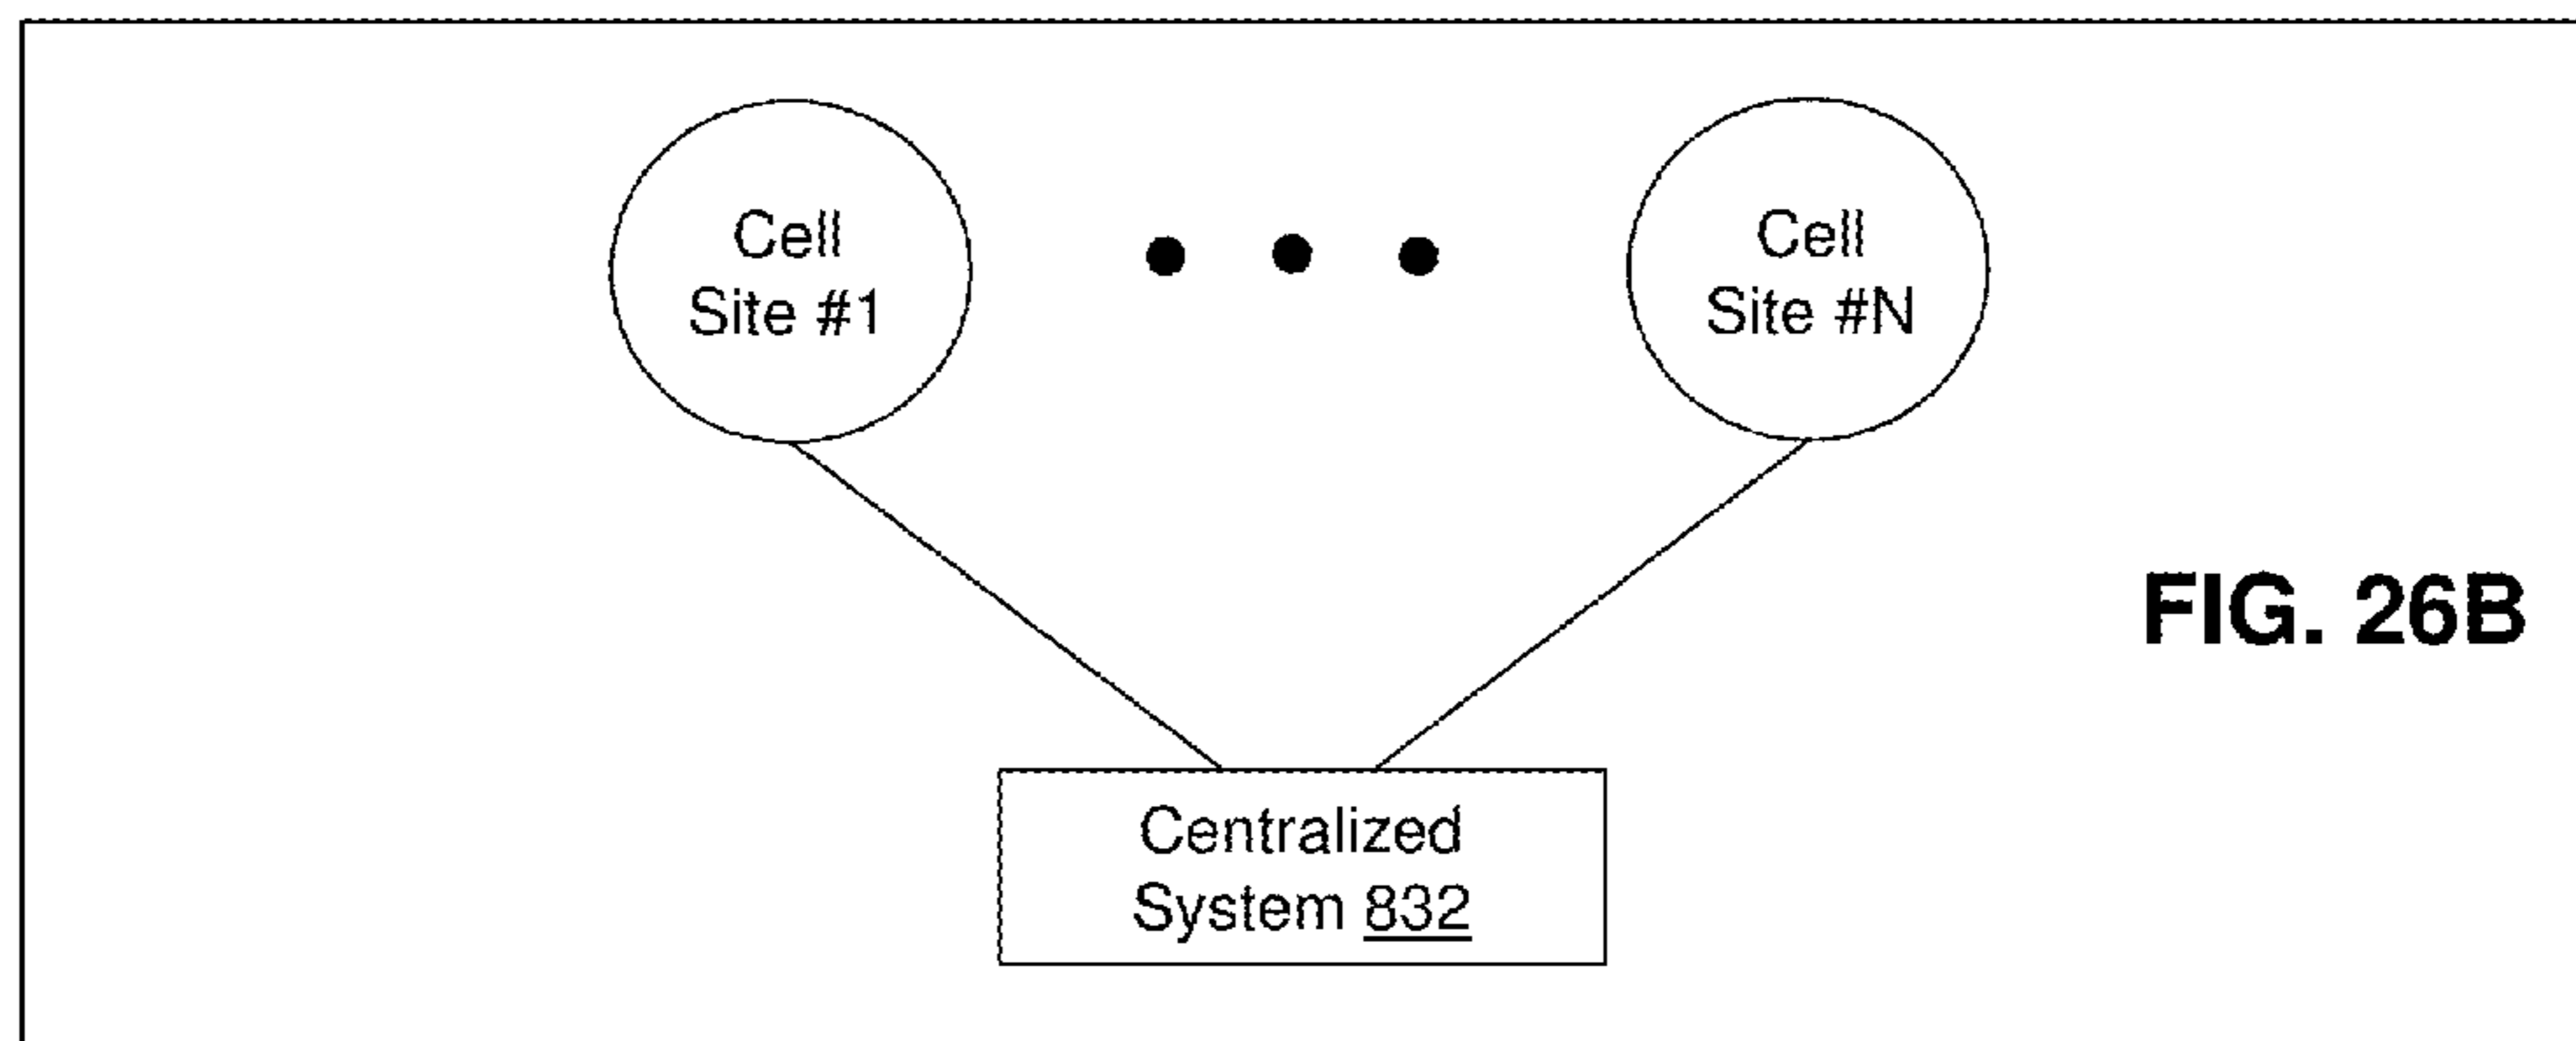 Cell
Site #1
Cell
Site #N
FIG. 26B
Centralized
System 832